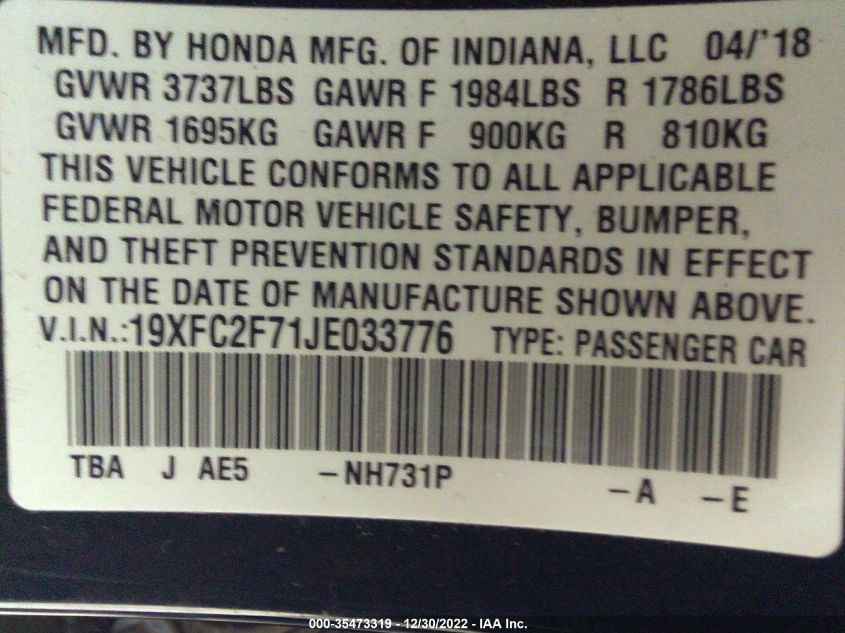 MFD. BY HONDA MFG. OF INDIANA, LLC 04/'18
GVWR 3737LBS GAWR F 1984LBS R 1786LBS
GVWR 1695KG GAWR F 900KG R 810KG
THIS VEHICLE CONFORMS TO ALL APPLICABLE
FEDERAL MOTOR VEHICLE SAFETY, BUMPER,
AND THEFT PREVENTION STANDARDS IN EFFECT
ON THE DATE OF MANUFACTURE SHOWN ABOVE.
V.I.N.:19XFC2F71JE033776 TYPE: PASSENGER CAR
TBA J AE5 –NH731P –A –E
000-35473319 - 12/30/2022 - IAA Inc.